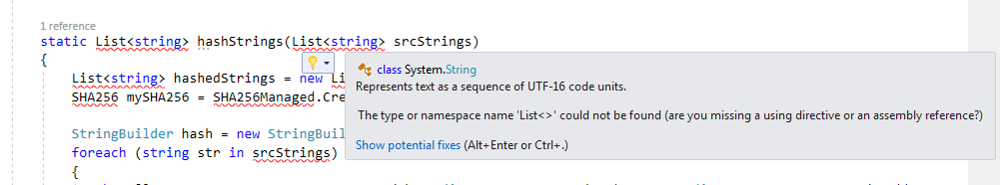 1 reference
static List<string> hashStrings(List<string> srcStrings)
{
List<string> hashedStrings = new Li
class System.String
Represents text as a sequence of UTF-16 code units.
SHA256 mySHA256 = SHA256Managed.Cre
The type or namespace name 'List<>' could not be found (are you missing a using directive or an assembly reference?)
StringBuilder hash = new StringBuil
foreach (string str in srcStrings)
Show potential fixes (Alt+Enter or Ctrl+.)
{